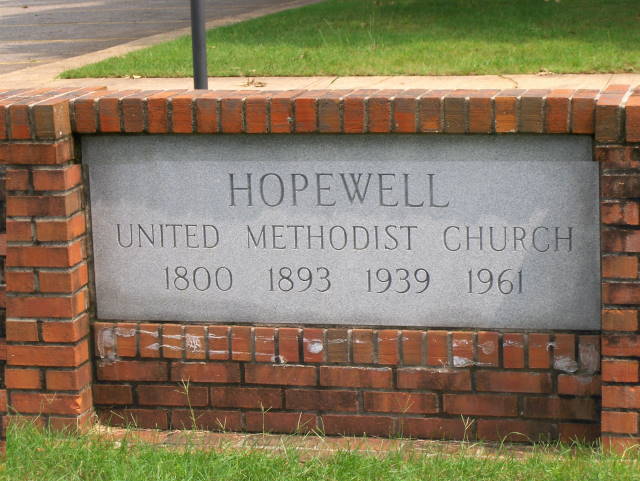 HOPEWELL
UNITED METHODIST CHURCH
1800 1893 1939 1961